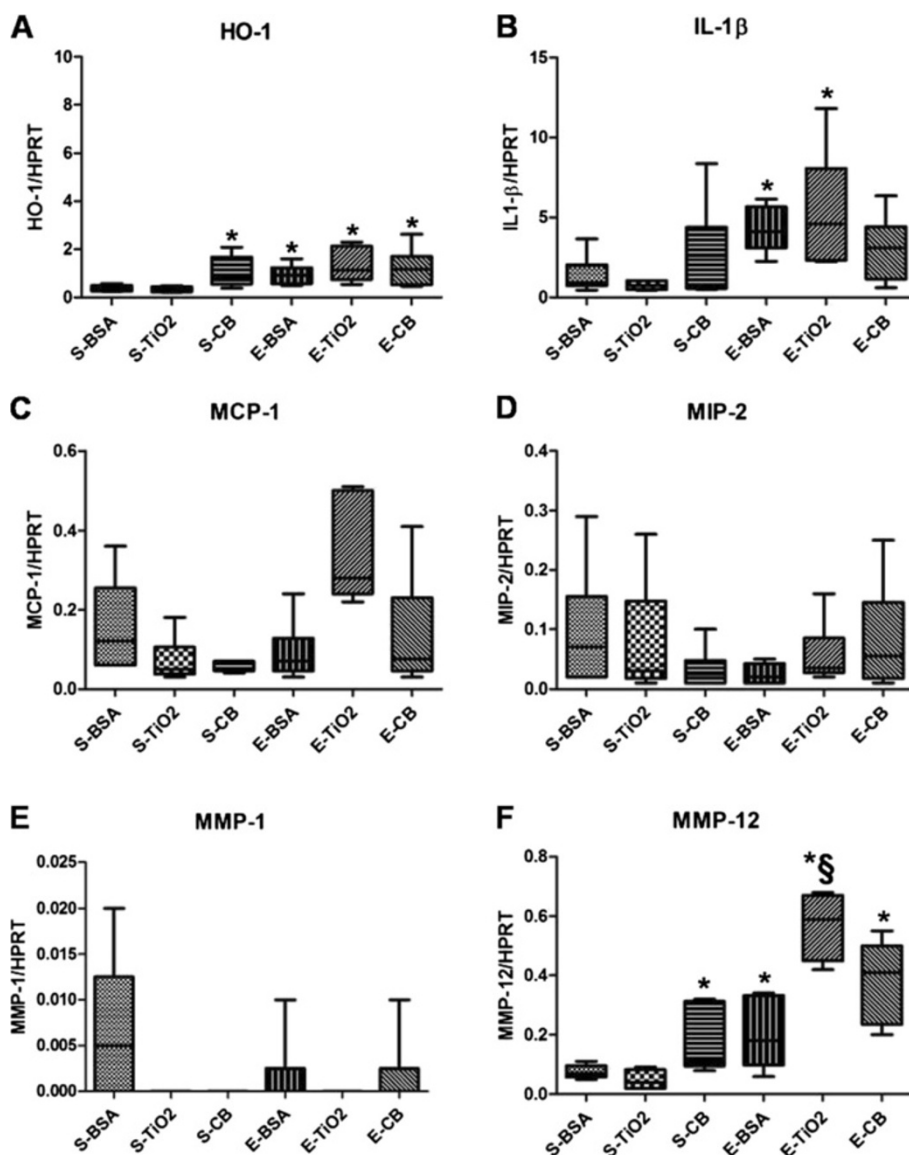 A
HO-1
HO-1/HPRT
10
8
6
4
2
0
* * * *
S-BSA
S-TiO2
S-CB
E-BSA
E-TiO2
E-CB
B
IL-1β
IL1-β/HPRT
15
10
5
0
* *
S-BSA
S-TiO2
S-CB
E-BSA
E-TiO2
E-CB
C
MCP-1
MCP-1/HPRT
0.6
0.4
0.2
0.0
S-BSA
S-TiO2
S-CB
E-BSA
E-TiO2
E-CB
D
MIP-2
MIP-2/HPRT
0.4
0.3
0.2
0.1
0.0
S-BSA
S-TiO2
S-CB
E-BSA
E-TiO2
E-CB
E
MMP-1
MMP-1/HPRT
0.025
0.020
0.015
0.010
0.005
0.000
S-BSA
S-TiO2
S-CB
E-BSA
E-TiO2
E-CB
F
MMP-12
MMP-12/HPRT
0.8
0.6
0.4
0.2
0.0
* * *§ *
S-BSA
S-TiO2
S-CB
E-BSA
E-TiO2
E-CB